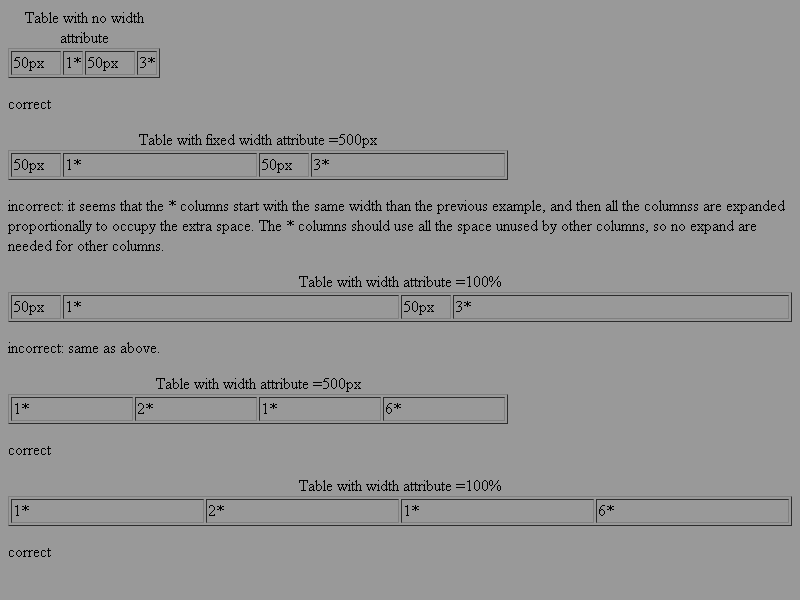 Table with no width
attribute
50px 1* 50px 3*
correct
Table with fixed width attribute =500px
50px 1* 50px 3*
incorrect: it seems that the * columns start with the same width than the previous example, and then all the columnss are expanded
proportionally to occupy the extra space. The * columns should use all the space unused by other columns, so no expand are
needed for other columns.
Table with width attribute =100%
50px 1* 50px 3*
incorrect: same as above.
Table with width attribute =500px
1* 2* 1* 6*
correct
Table with width attribute =100%
1* 2* 1* 6*
correct